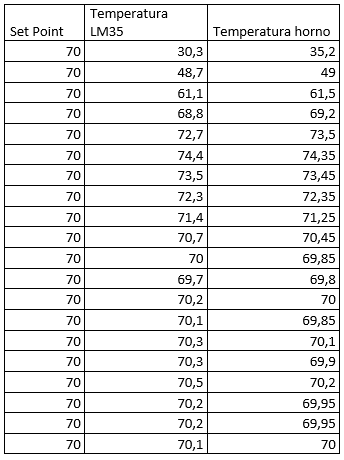 Temperatura
Set Point LM35 Temperatura horno
70 30,3 35,2
70 48,7 49
70 61,1 61,5
70 68,8 69,2
70 72,7 73,5
70 74,4 74,35
70 73,5 73,45
70 72,3 72,35
70 71,4 71,25
70 70,7 70,45
70 70 69,85
70 69,7 69,8
70 70,2 70
70 70,1 69,85
70 70,3 70,1
70 70,3 69,9
70 70,5 70,2
70 70,2 69,95
70 70,2 69,95
70 70,1 70